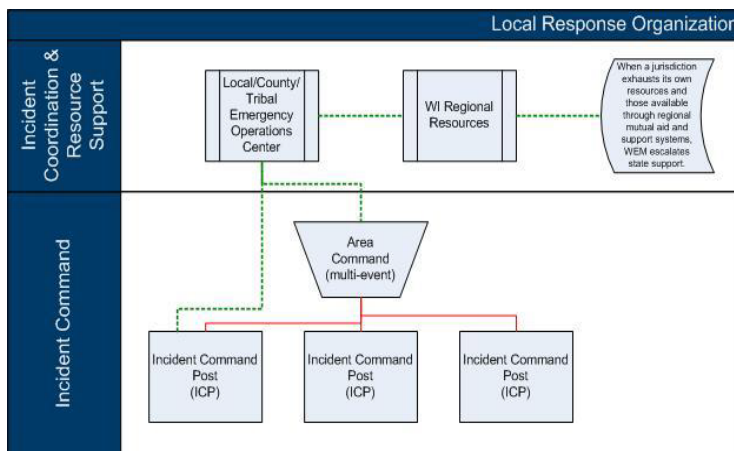 Local Response Organization
Incident
Coordination &
Resource
Support
Local/County/
Tribal
Emergency
Operations
Center
WI Regional
Resources
When a jurisdiction
exhausts its own
resources and
those available
through regional
mutual aid and
support systems,
WEM escalates
state support.
Incident Command
Area
Command
(multi-event)
Incident Command
Post
(ICP)
Incident Command
Post
(ICP)
Incident Command
Post
(ICP)